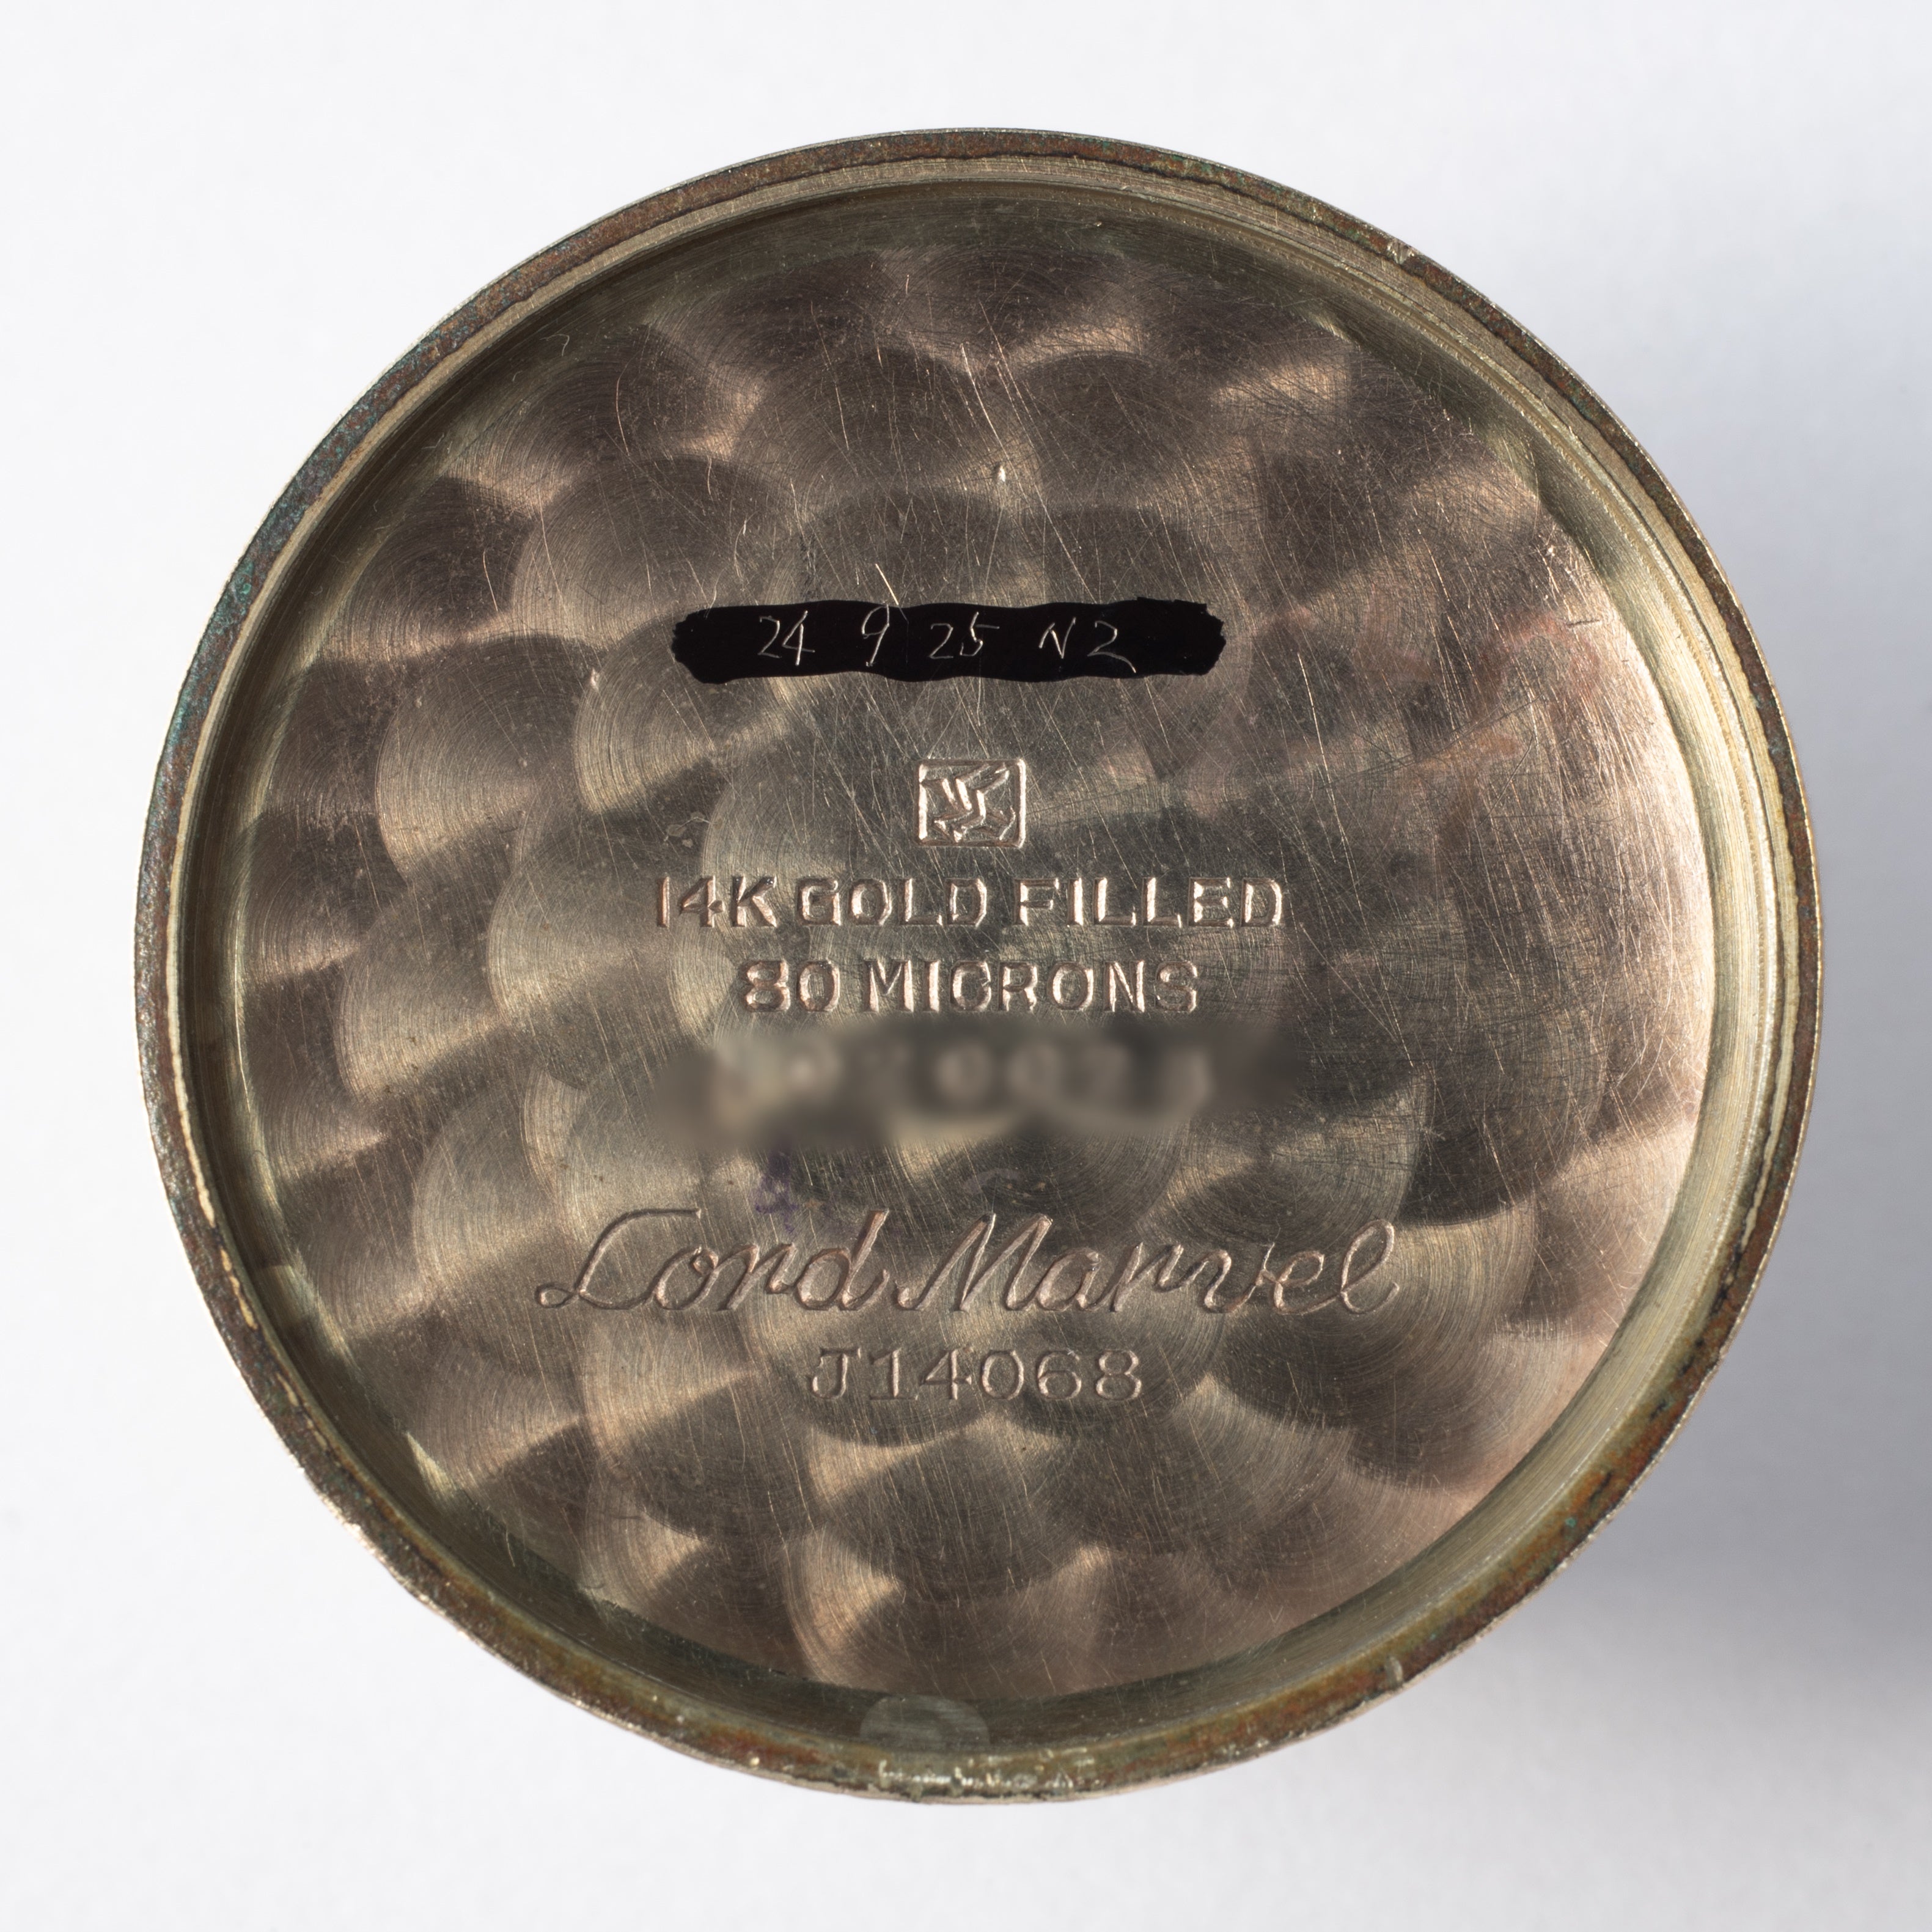 24 9 25 N2
14K GOLD FILLED
80 MICRONS
Lord Marvel
J14068